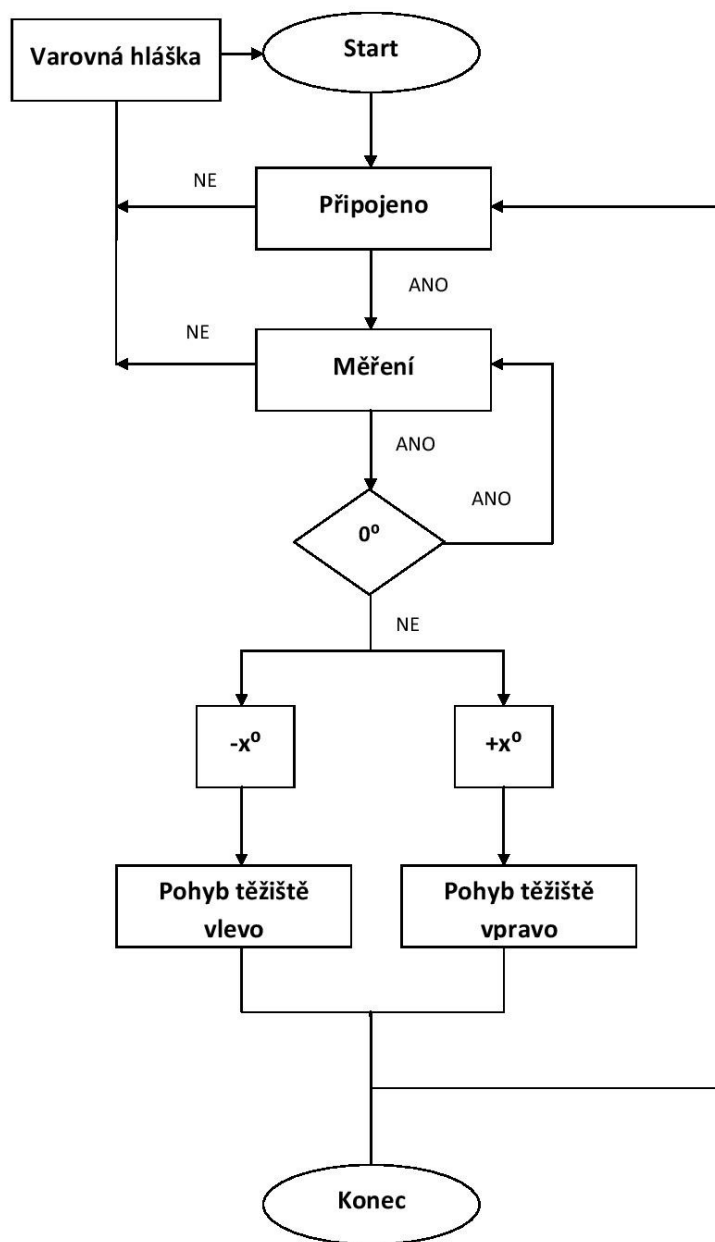 Varovná hláška
Start
NE
Připojeno
ANO
NE
Měření
ANO
ANO
0º
NE
-xº
+xº
Pohyb těžiště
vlevo
Pohyb těžiště
vpravo
Konec